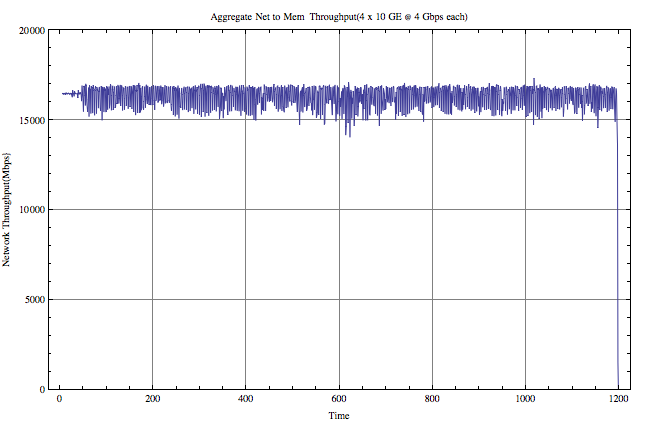 Aggregate Net to Mem Throughput(4 x 10 GE @ 4 Gbps each)
20000
15000
10000
5000
0
Network Throughput(Mbps)
0 200 400 600 800 1000 1200
Time